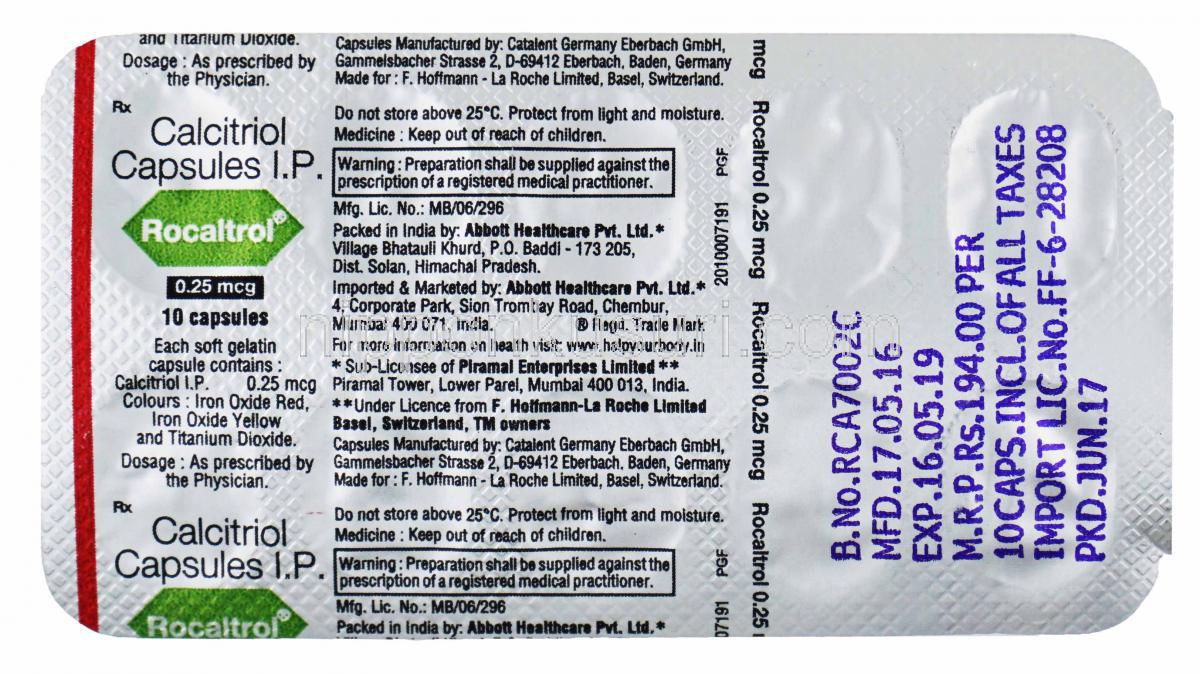 and Titanium Dioxide.
Dosage : As prescribed by
the Physician.
Rx
Calcitriol
Capsules I.P.
Rocaltrol®
0.25 mcg
10 capsules
Each soft gelatin
capsule contains :
Calcitriol I.P. 0.25 mcg
Colours : Iron Oxide Red,
Iron Oxide Yellow
and Titanium Dioxide.
Dosage : As prescribed by
the Physician.
Rx
Calcitriol
Capsules I.P.
Rocaltrol®
Capsules Manufactured by: Catalent Germany Eberbach GmbH,
Gammelsbacher Strasse 2, D-69412 Eberbach, Baden, Germany
Made for : F. Hoffmann - La Roche Limited, Basel, Switzerland.
Do not store above 25°C. Protect from light and moisture.
Medicine : Keep out of reach of children.
Warning : Preparation shall be supplied against the
prescription of a registered medical practitioner.
Mfg. Lic. No.: MB/06/296
Packed in India by: Abbott Healthcare Pvt. Ltd.*
Village Bhatauli Khurd, P.O. Baddi - 173 205,
Dist. Solan, Himachal Pradesh.
Imported & Marketed by: Abbott Healthcare Pvt. Ltd.*
4, Corporate Park, Sion Trombay Road, Chembur,
Mumbai 400 071, India. ® Regd. Trade Mark
For more information on health visit: www.helpyourbody.in
* Sub-Licensee of Piramal Enterprises Limited **
Piramal Tower, Lower Parel, Mumbai 400 013, India.
**Under Licence from F. Hoffmann-La Roche Limited
Basel, Switzerland, TM owners
Capsules Manufactured by: Catalent Germany Eberbach GmbH,
Gammelsbacher Strasse 2, D-69412 Eberbach, Baden, Germany
Made for : F. Hoffmann - La Roche Limited, Basel, Switzerland.
Do not store above 25°C. Protect from light and moisture.
Medicine : Keep out of reach of children.
Warning : Preparation shall be supplied against the
prescription of a registered medical practitioner.
Mfg. Lic. No.: MB/06/296
Packed in India by: Abbott Healthcare Pvt. Ltd.*
2010007191 PGF
07191 PGF
mcg Rocaltrol 0.25 mcg Rocaltrol 0.25 mcg Rocaltrol 0.25
B.No.RCA7002C
MFD.17.05.16
EXP.16.05.19
M.R.P.Rs.194.00 PER
10CAPS.INCL.OF ALL TAXES
IMPORT LIC.No.FF-6-28208
PKD.JUN.17